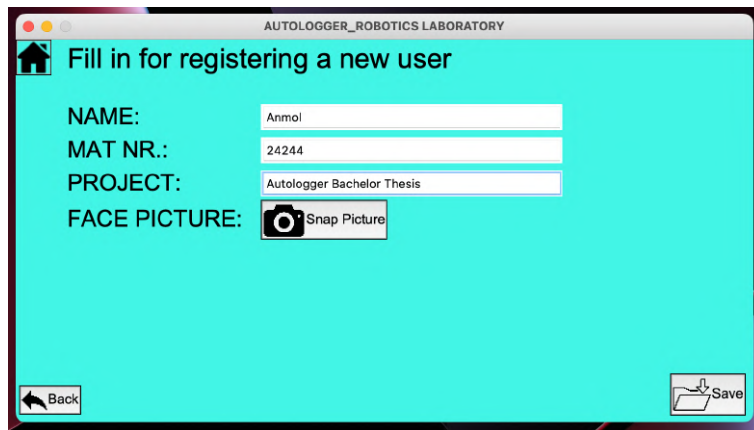 AUTOLOGGER_ROBOTICS LABORATORY
Fill in for registering a new user
NAME: Anmol
MAT NR.: 24244
PROJECT: Autologger Bachelor Thesis
FACE PICTURE: Snap Picture
Back
Save